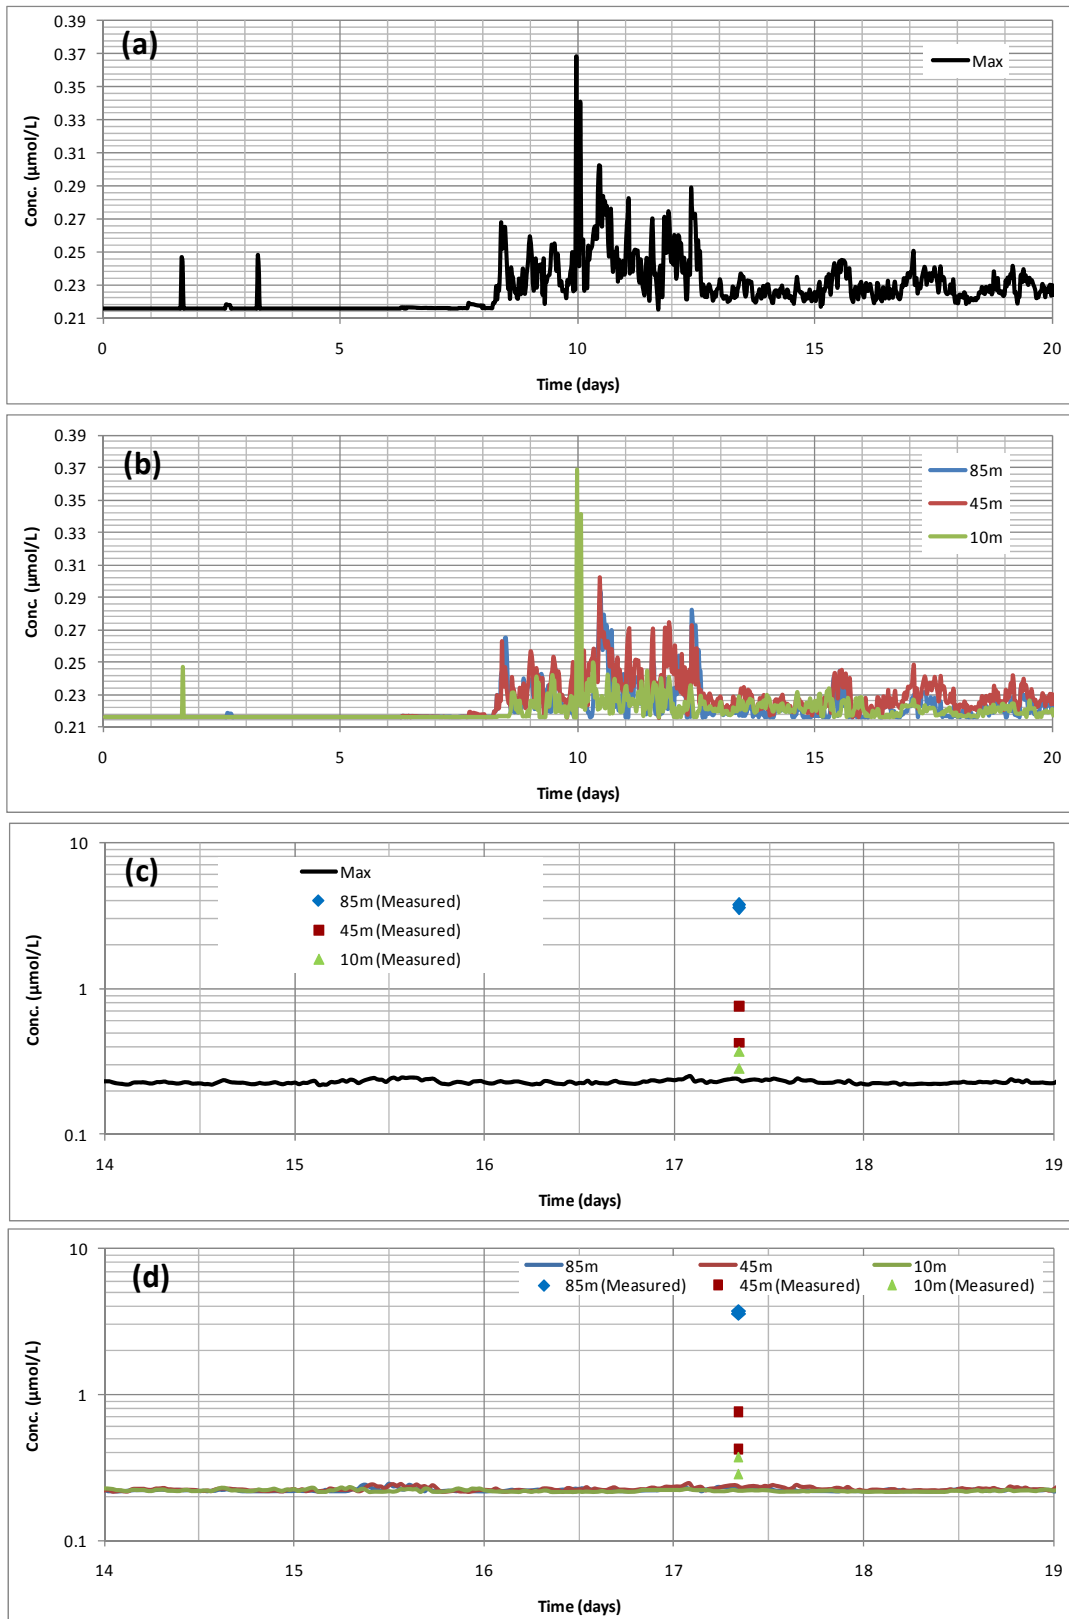 (a)
Max
Conc. (µmol/L)
0.39
0.37
0.35
0.33
0.31
0.29
0.27
0.25
0.23
0.21
0 5 10 15 20
Time (days)
(b)
85m
45m
10m
Conc. (µmol/L)
0.39
0.37
0.35
0.33
0.31
0.29
0.27
0.25
0.23
0.21
0 5 10 15 20
Time (days)
(c)
Max
85m (Measured)
45m (Measured)
10m (Measured)
Conc. (µmol/L)
10
1
0.1
14 15 16 17 18 19
Time (days)
(d)
85m 45m 10m
85m (Measured) 45m (Measured) 10m (Measured)
Conc. (µmol/L)
10
1
0.1
14 15 16 17 18 19
Time (days)